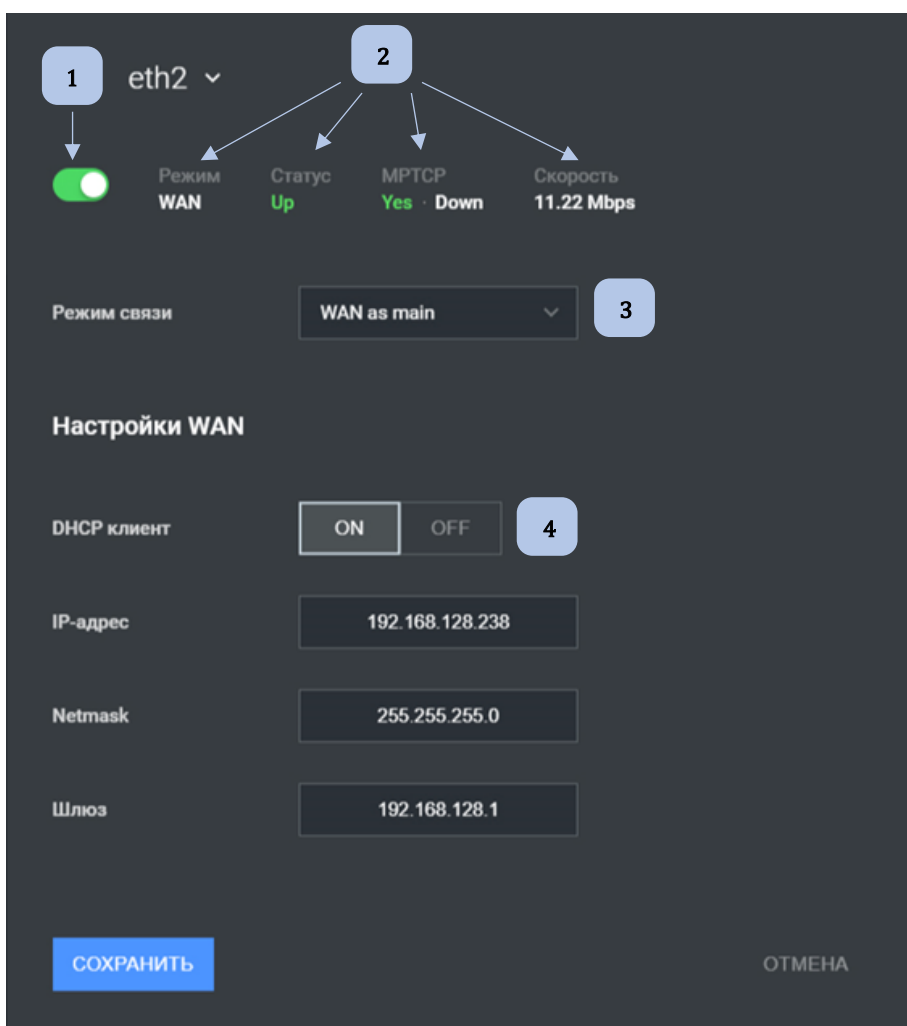 1
eth2
2
Режим
Статус
MPTCP
Скорость
WAN
Up
Yes · Down
11.22 Mbps
Режим связи
WAN as main
3
Настройки WAN
DHCP клиент
ON
OFF
4
IP-адрес
192.168.128.238
Netmask
255.255.255.0
Шлюз
192.168.128.1
СОХРАНИТЬ
ОТМЕНА